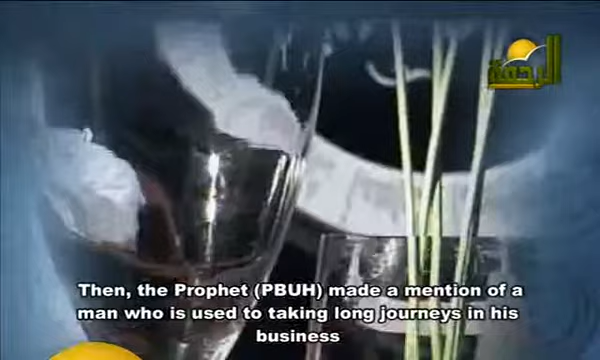 الرحمة
Then, the Prophet (PBUH) made a mention of a
man who is used to taking long journeys in his
business